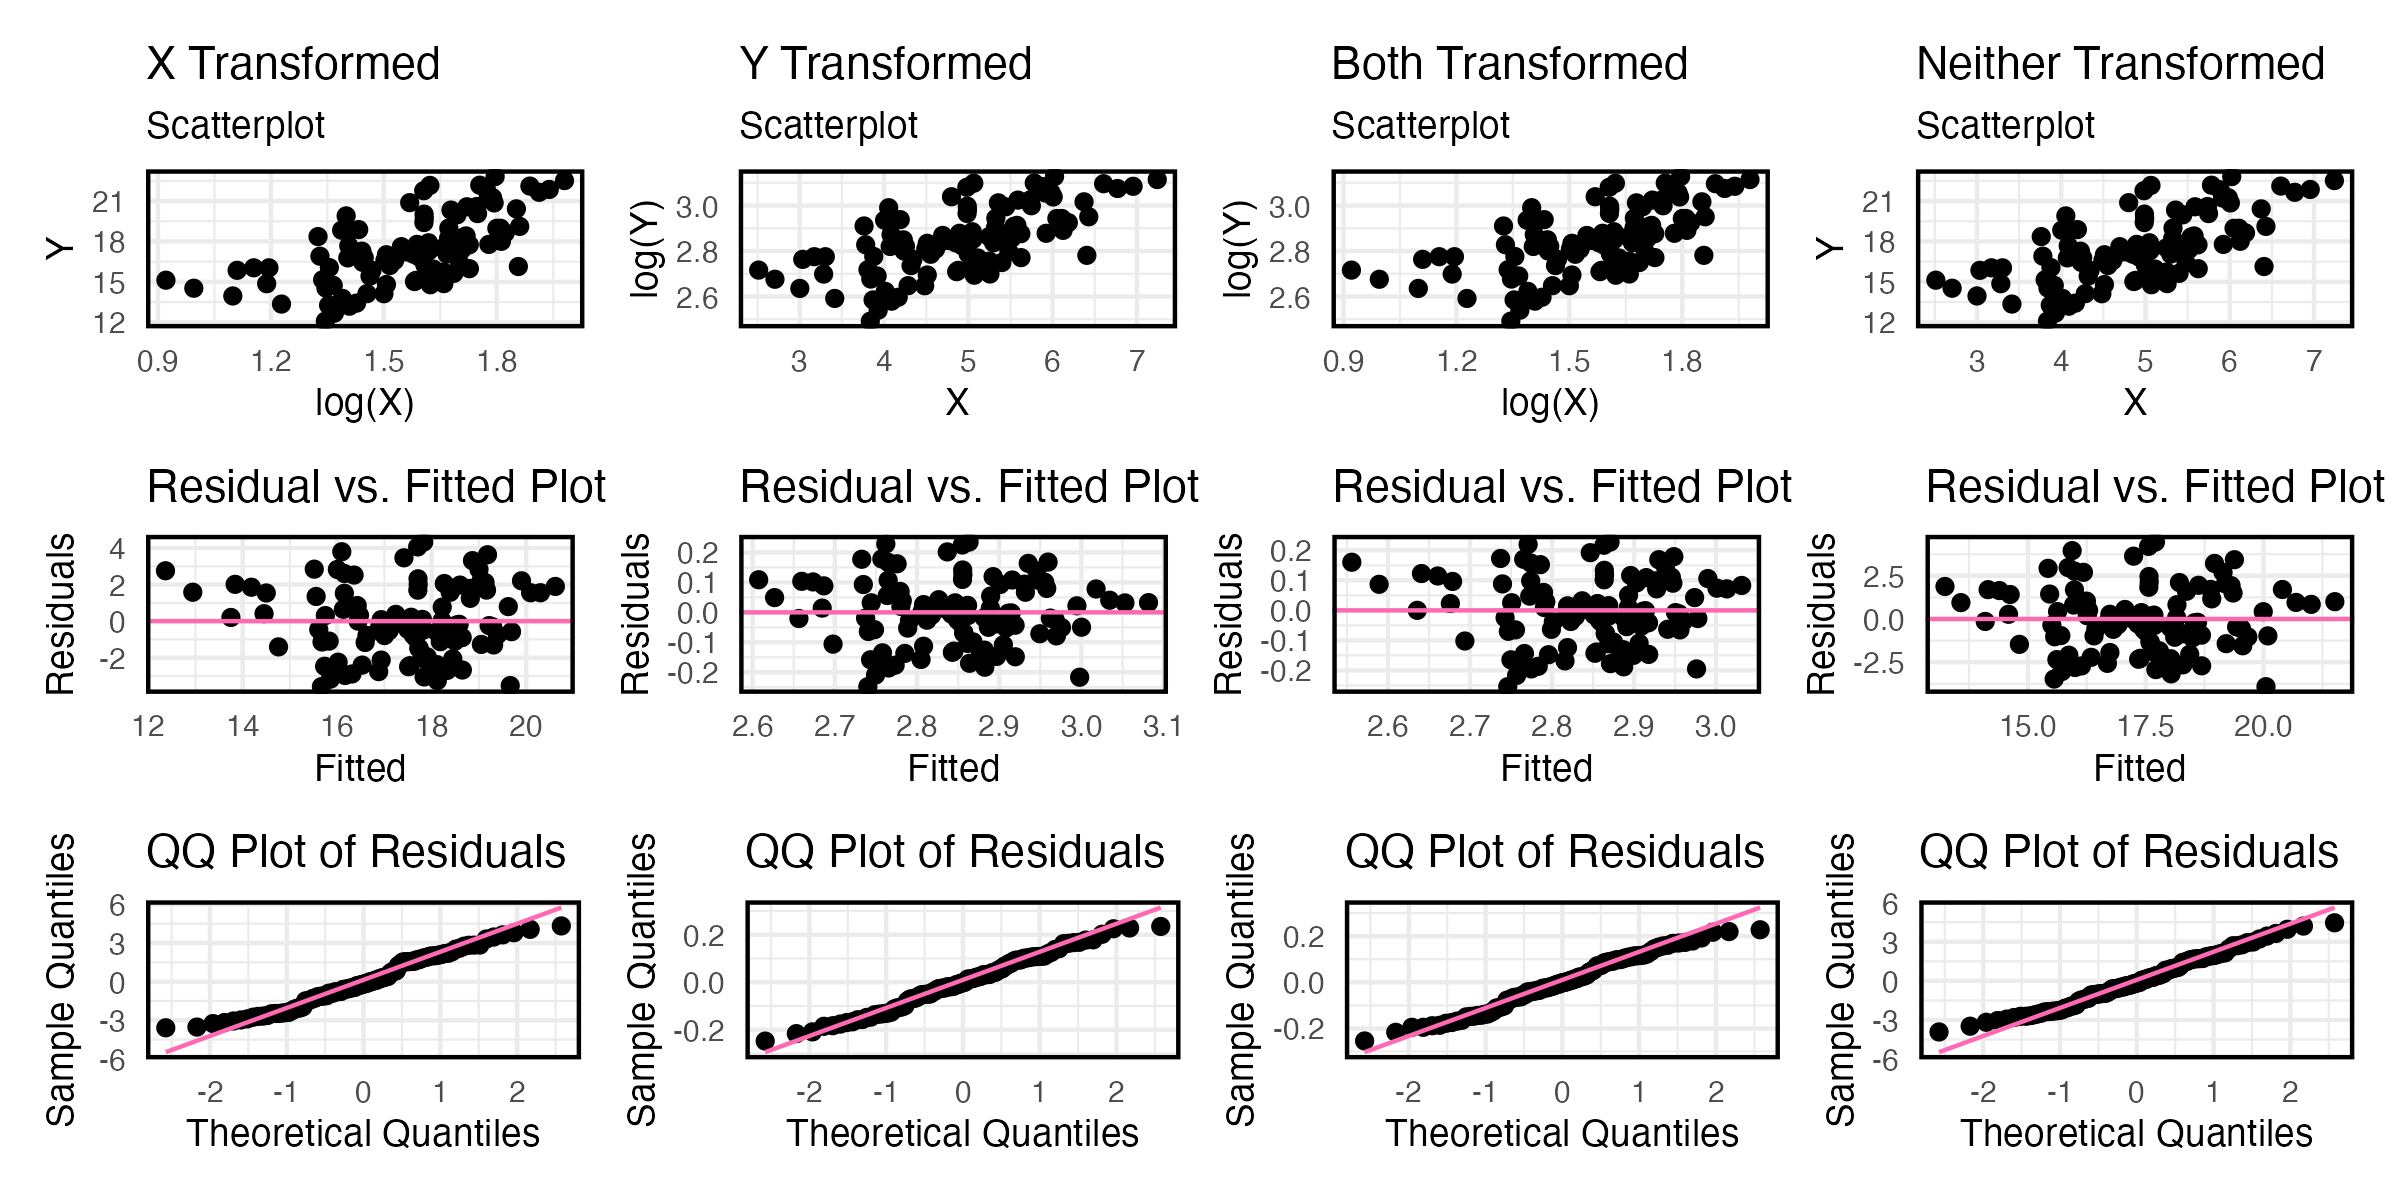 X Transformed
Y Transformed
Both Transformed
Neither Transformed
Scatterplot
Scatterplot
Scatterplot
Scatterplot
Y
21
18
15
12
0.9 1.2 1.5 1.8
log(X)
log(Y)
3.0
2.8
2.6
3 4 5 6 7
X
log(Y)
3.0
2.8
2.6
0.9 1.2 1.5 1.8
log(X)
Y
21
18
15
12
3 4 5 6 7
X
Residual vs. Fitted Plot
Residual vs. Fitted Plot
Residual vs. Fitted Plot
Residual vs. Fitted Plot
Residuals
4
2
0
-2
12 14 16 18 20
Fitted
Residuals
0.2
0.1
0.0
-0.1
-0.2
2.6 2.7 2.8 2.9 3.0 3.1
Fitted
Residuals
0.2
0.1
0.0
-0.1
-0.2
2.6 2.7 2.8 2.9 3.0
Fitted
Residuals
2.5
0.0
-2.5
15.0 17.5 20.0
Fitted
QQ Plot of Residuals
QQ Plot of Residuals
QQ Plot of Residuals
QQ Plot of Residuals
Sample Quantiles
6
3
0
-3
-6
-2 -1 0 1 2
Theoretical Quantiles
Sample Quantiles
0.2
0.0
-0.2
-2 -1 0 1 2
Theoretical Quantiles
Sample Quantiles
0.2
0.0
-0.2
-2 -1 0 1 2
Theoretical Quantiles
Sample Quantiles
6
3
0
-3
-6
-2 -1 0 1 2
Theoretical Quantiles